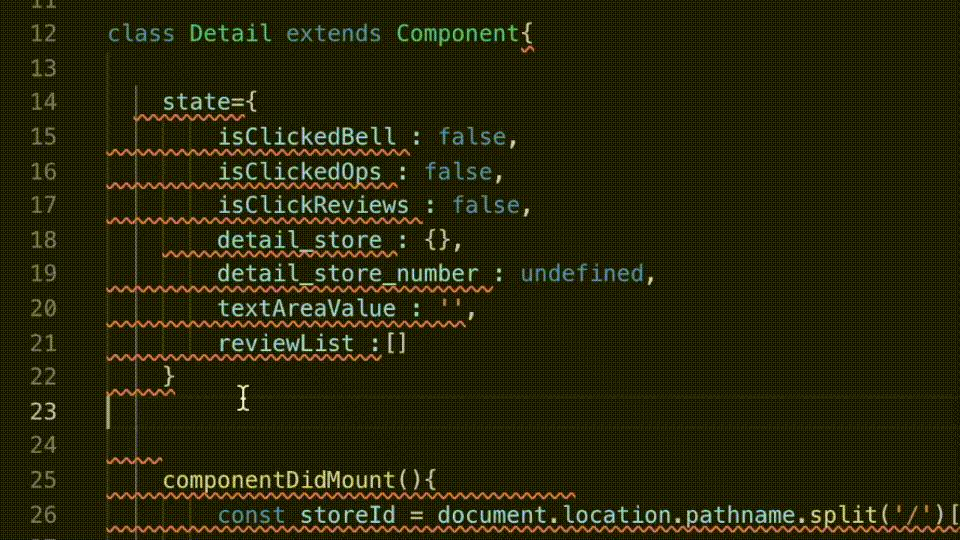 11
12 class Detail extends Component{
13
14 state={
15 isClickedBell : false,
16 isClickedOps : false,
17 isClickReviews : false,
18 detail_store : {},
19 detail_store_number : undefined,
20 textAreaValue : '',
21 reviewList :[]
22 }
23
24
25 componentDidMount(){
26 const storeId = document.location.pathname.split('/')[